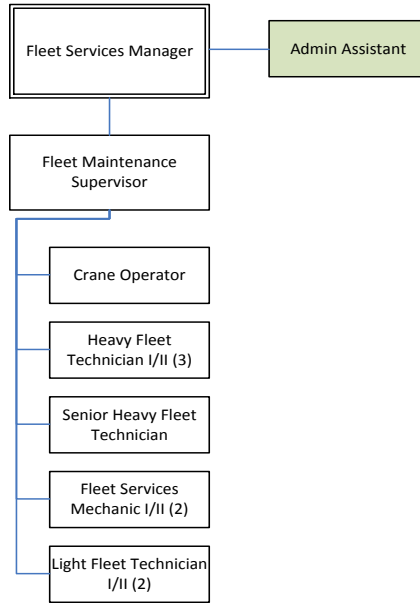 Fleet Services Manager
Admin Assistant
Fleet Maintenance
Supervisor
Crane Operator
Heavy Fleet
Technician I/II (3)
Senior Heavy Fleet
Technician
Fleet Services
Mechanic I/II (2)
Light Fleet Technician
I/II (2)